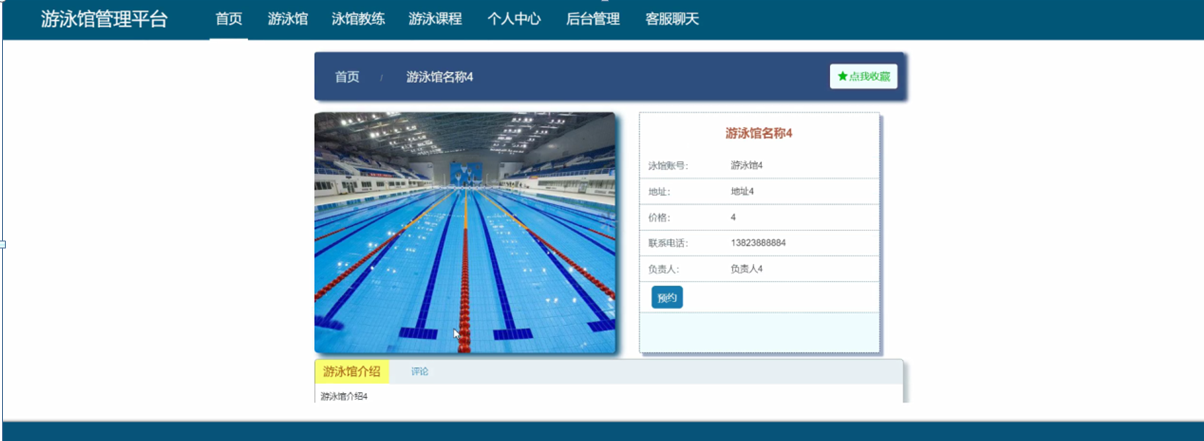 游泳馆管理平台 首页 游泳馆 泳馆教练 游泳课程 个人中心 后台管理 客服聊天
首页 / 游泳馆名称4 ★点我收藏
游泳馆名称4
泳馆账号： 游泳馆4
地址： 地址4
价格： 4
联系电话： 13823888884
负责人： 负责人4
预约
游泳馆介绍 评论
游泳馆介绍4